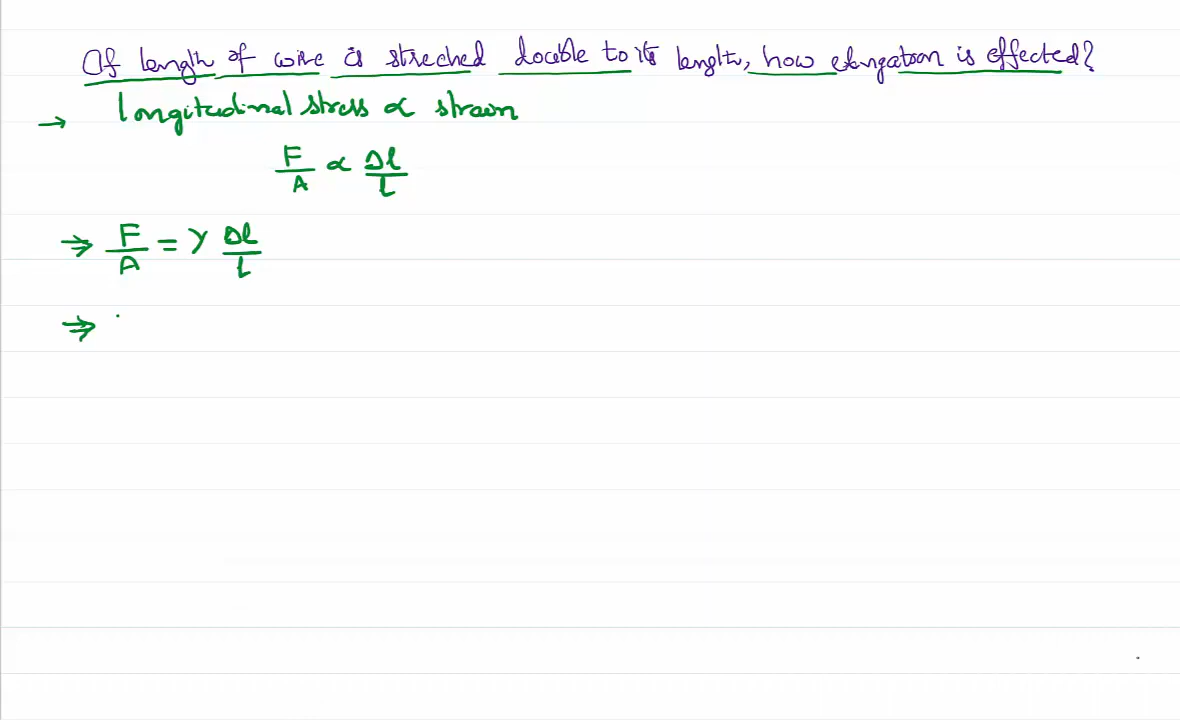 If length of wire is streched double to its length, how elongation is effected?
→ longitudinal stress ∝ strain
F/A ∝ Δl/L
⇒ F/A = Y Δl/L
⇒